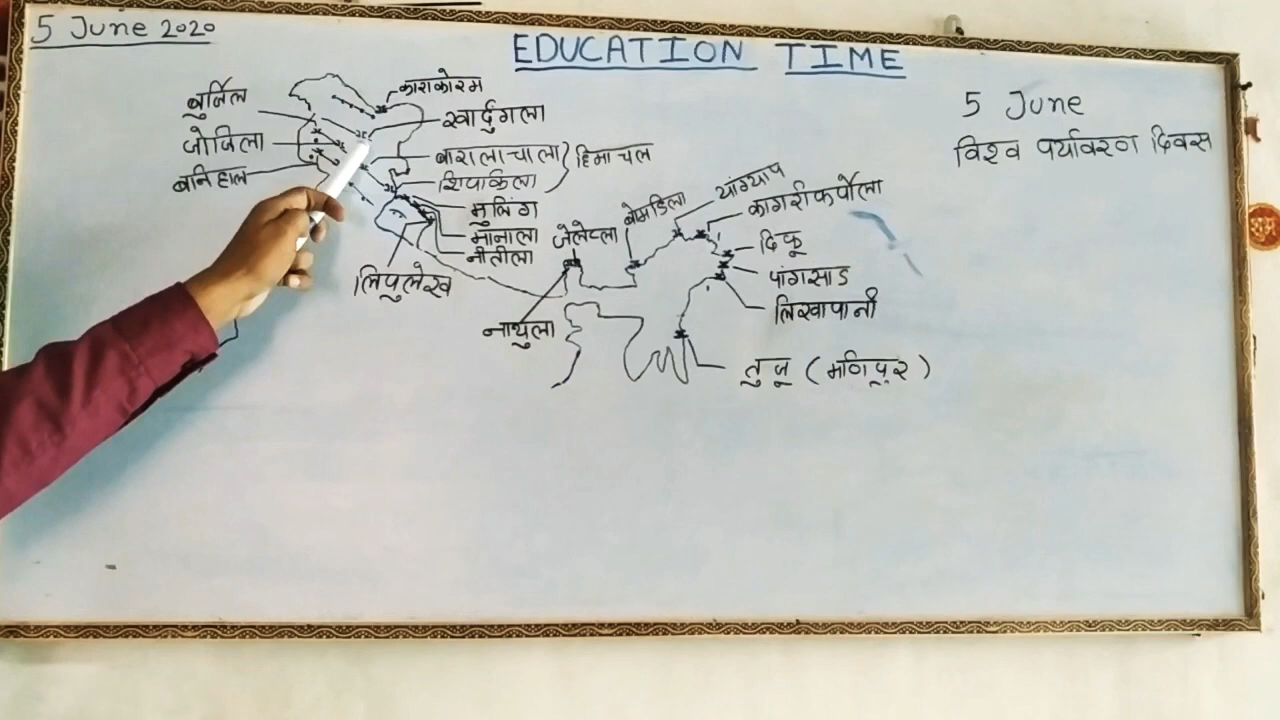 5 June 2020
EDUCATION TIME
5 June
विश्व पर्यावरण दिवस
काराकोरम
बुर्जिल
खार्दुंगला
जोजिला
बारालाचाला
हिमाचल
बनिहाल
शिपकिला
मुलिंग
मानाला
नीतीला
लिपुलेख
जेलेप्ला
बोमडिला
यांग्याप
कागरीकर्पोला
दिफू
पांगसाड
लिखापानी
नाथुला
तुजू (मणिपूर)